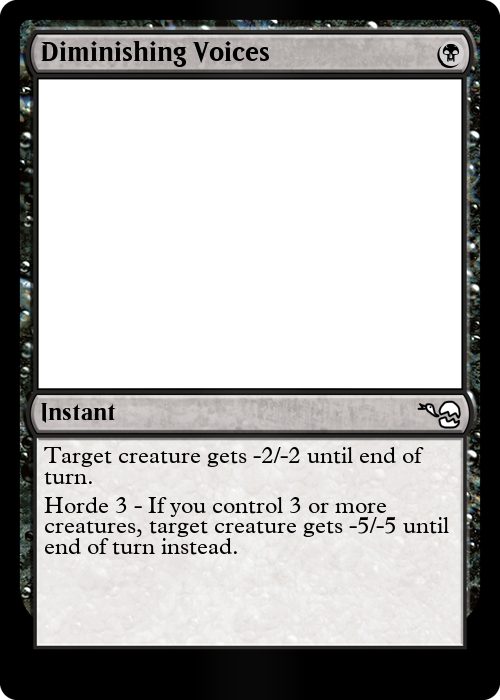 Diminishing Voices
Instant
Target creature gets -2/-2 until end of
turn.
Horde 3 - If you control 3 or more
creatures, target creature gets -5/-5 until
end of turn instead.